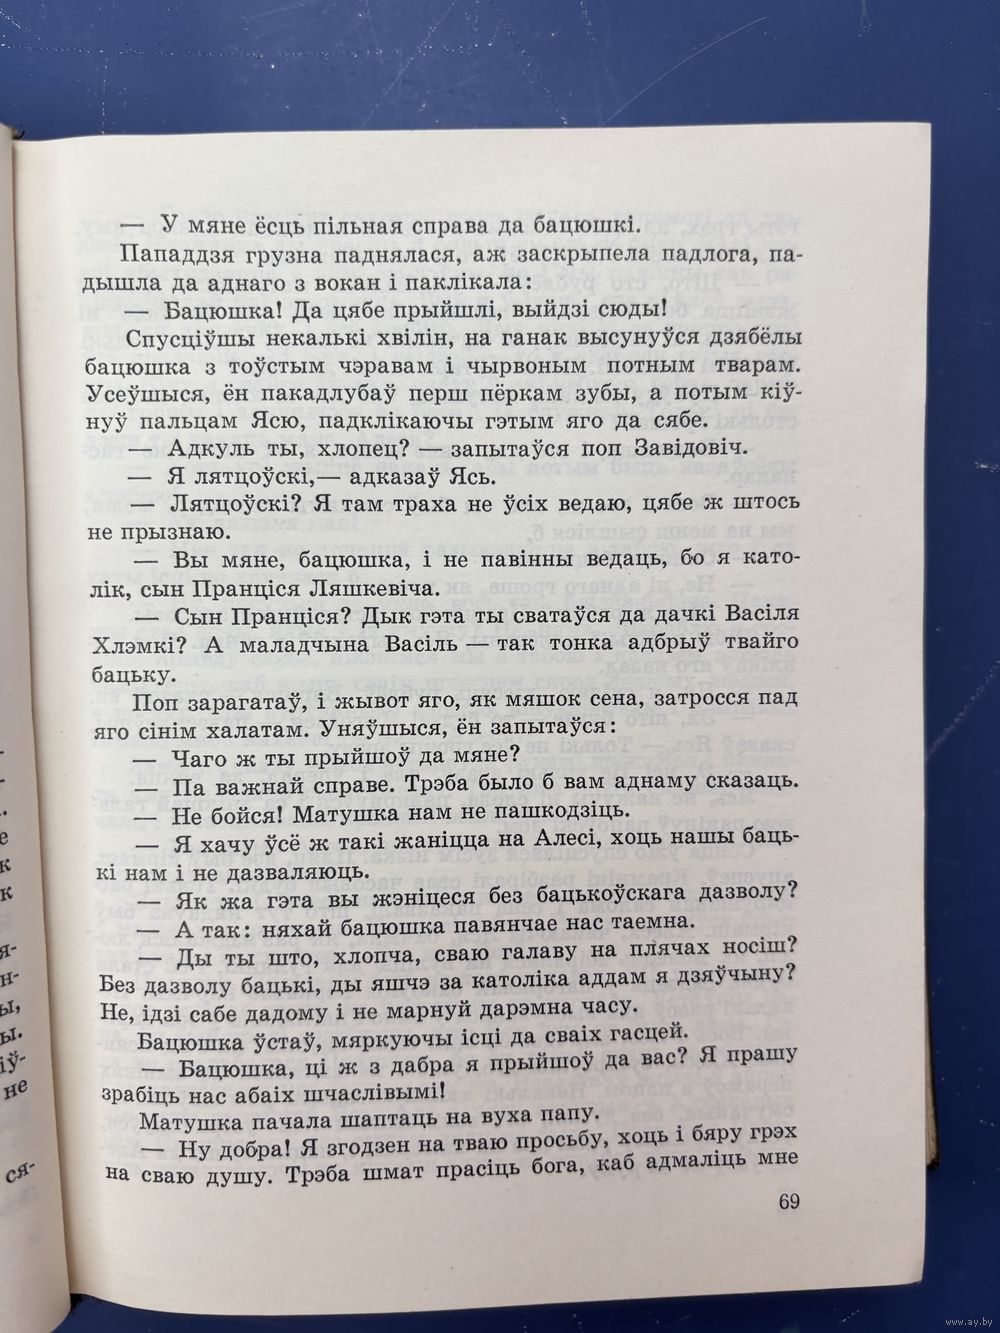 — У мяне ёсць пільная справа да бацюшкі.
Пападдзя грузна паднялася, аж заскрыпела падлога, па-
дышла да аднаго з вокан і паклікала:
— Бацюшка! Да цябе прыйшлі, выйдзі сюды!
Спусціўшы некалькі хвілін, на ганак высунуўся дзябёлы
бацюшка з тоўстым чэравам і чырвоным потным тварам.
Усеўшыся, ён пакадлубаў перш пёркам зубы, а потым кіў-
нуў пальцам Ясю, падклікаючы гэтым яго да сябе.
— Адкуль ты, хлопец? — запытаўся поп Завідовіч.
— Я лятцоўскі,— адказаў Ясь.
— Лятцоўскі? Я там траха не ўсіх ведаю, цябе ж штось
не прызнаю.
— Вы мяне, бацюшка, і не павінны ведаць, бо я като-
лік, сын Пранціся Ляшкевіча.
— Сын Пранціся? Дык гэта ты сватаўся да дачкі Васіля
Хлэмкі? А маладчына Васіль — так тонка адбрыў твайго
бацьку.
Поп зарагатаў, і жывот яго, як мяшок сена, затросся пад
яго сінім халатам. Уняўшыся, ён запытаўся:
— Чаго ж ты прыйшоў да мяне?
— Па важнай справе. Трэба было б вам аднаму сказаць.
— Не бойся! Матушка нам не пашкодзіць.
— Я хачу ўсё ж такі жаніцца на Алесі, хоць нашы баць-
кі нам і не дазваляюць.
— Як жа гэта вы жэніцеся без бацькоўскага дазволу?
— А так: няхай бацюшка павянчае нас таемна.
— Ды ты што, хлопча, сваю галаву на плячах носіш?
Без дазволу бацькі, ды яшчэ за католіка аддам я дзяўчыну?
Не, ідзі сабе дадому і не марнуй дарэмна часу.
Бацюшка ўстаў, мяркуючы ісці да сваіх гасцей.
— Бацюшка, ці ж з дабра я прыйшоў да вас? Я прашу
зрабіць нас абаіх шчаслівымі!
Матушка пачала шаптаць на вуха папу.
— Ну добра! Я згодзен на тваю просьбу, хоць і бяру грэх
на сваю душу. Трэба шмат прасіць бога, каб адмаліць мне
69
www.ay.by